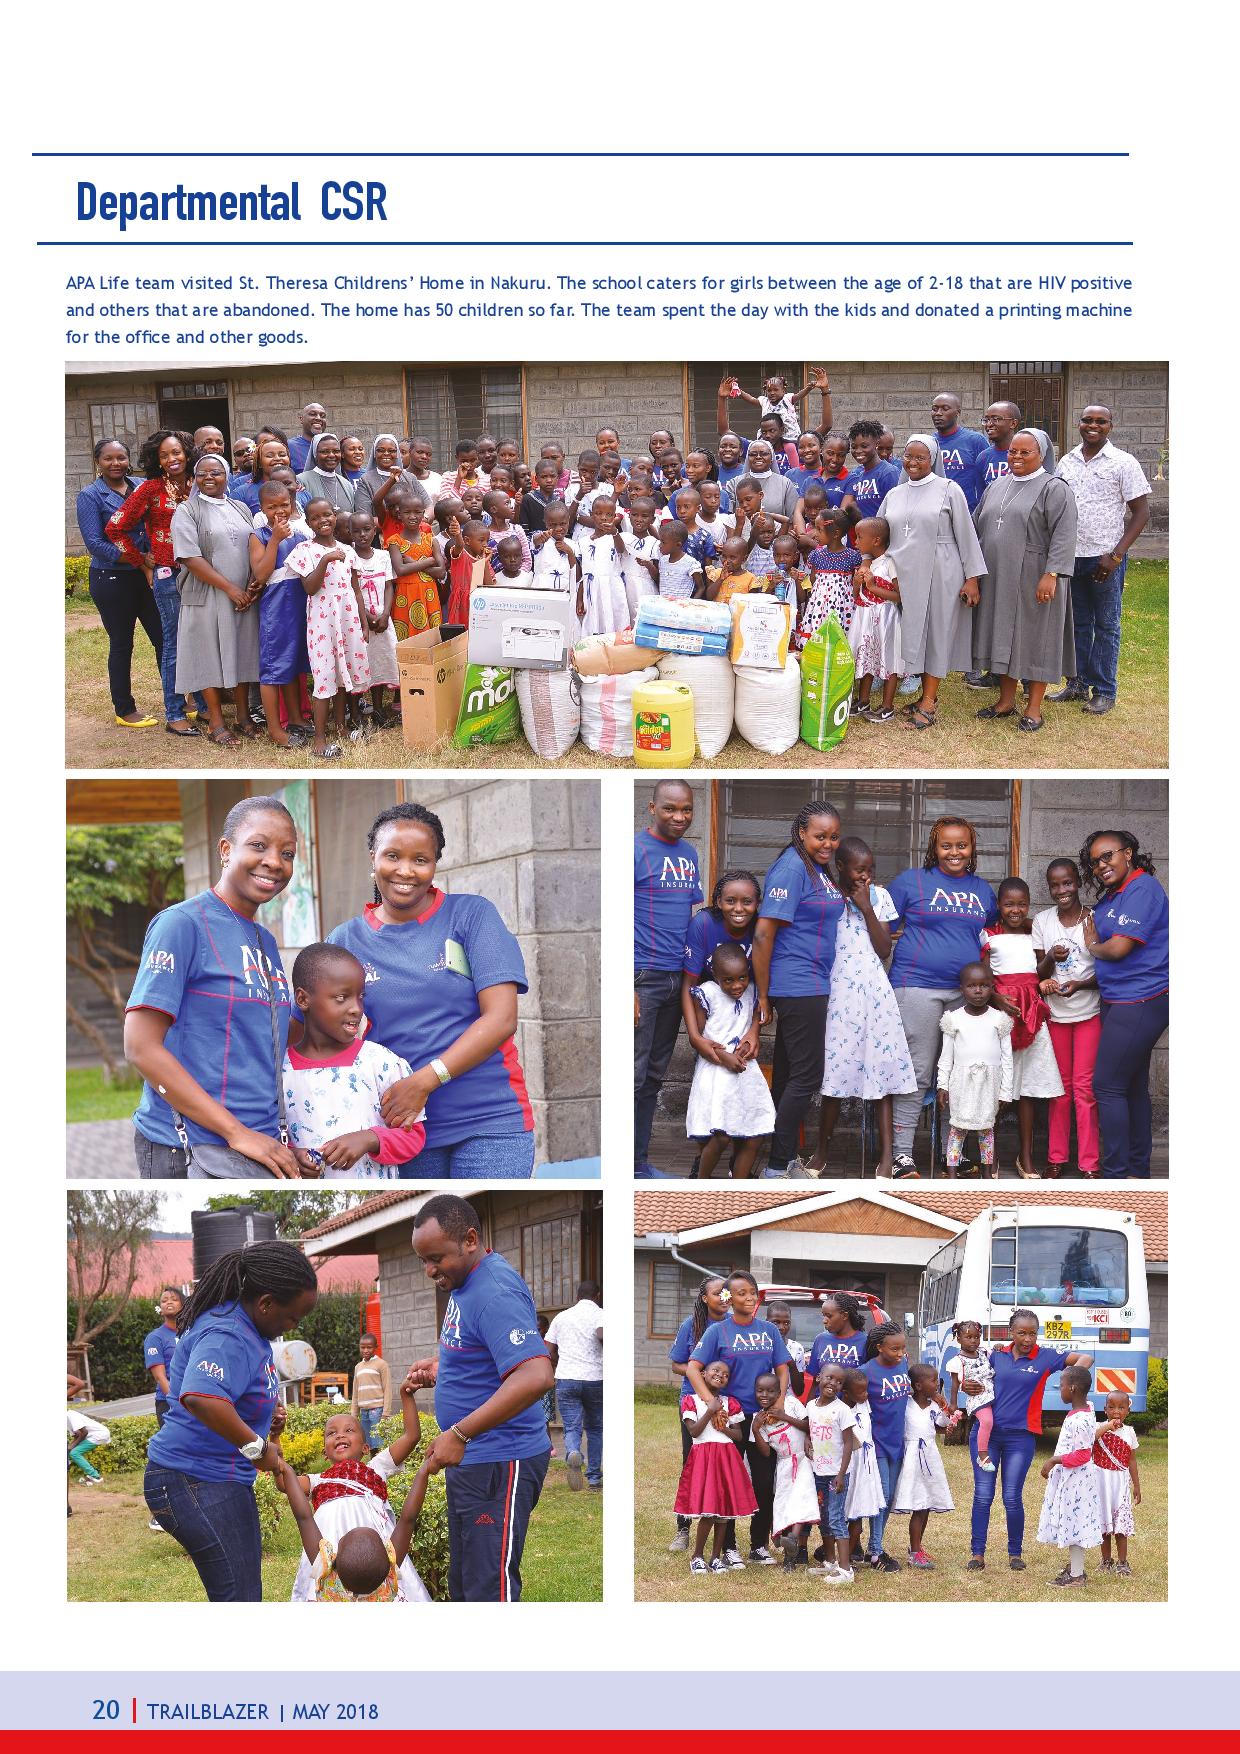 Departmental CSR
APA Life team visited St. Theresa Childrens’ Home in Nakuru. The school caters for girls between the age of 2-18 that are HIV positive
and others that are abandoned. The home has 50 children so far. The team spent the day with the kids and donated a printing machine
for the office and other goods.
APA
INSURANCE
hp
APA
INSURANCE
APA
INSURANCE
APA
APA
INSURANCE
APA
APA
INSURANCE
APA
INSURANCE
APA
KBZ
297R
KCI
80
20 | TRAILBLAZER | MAY 2018